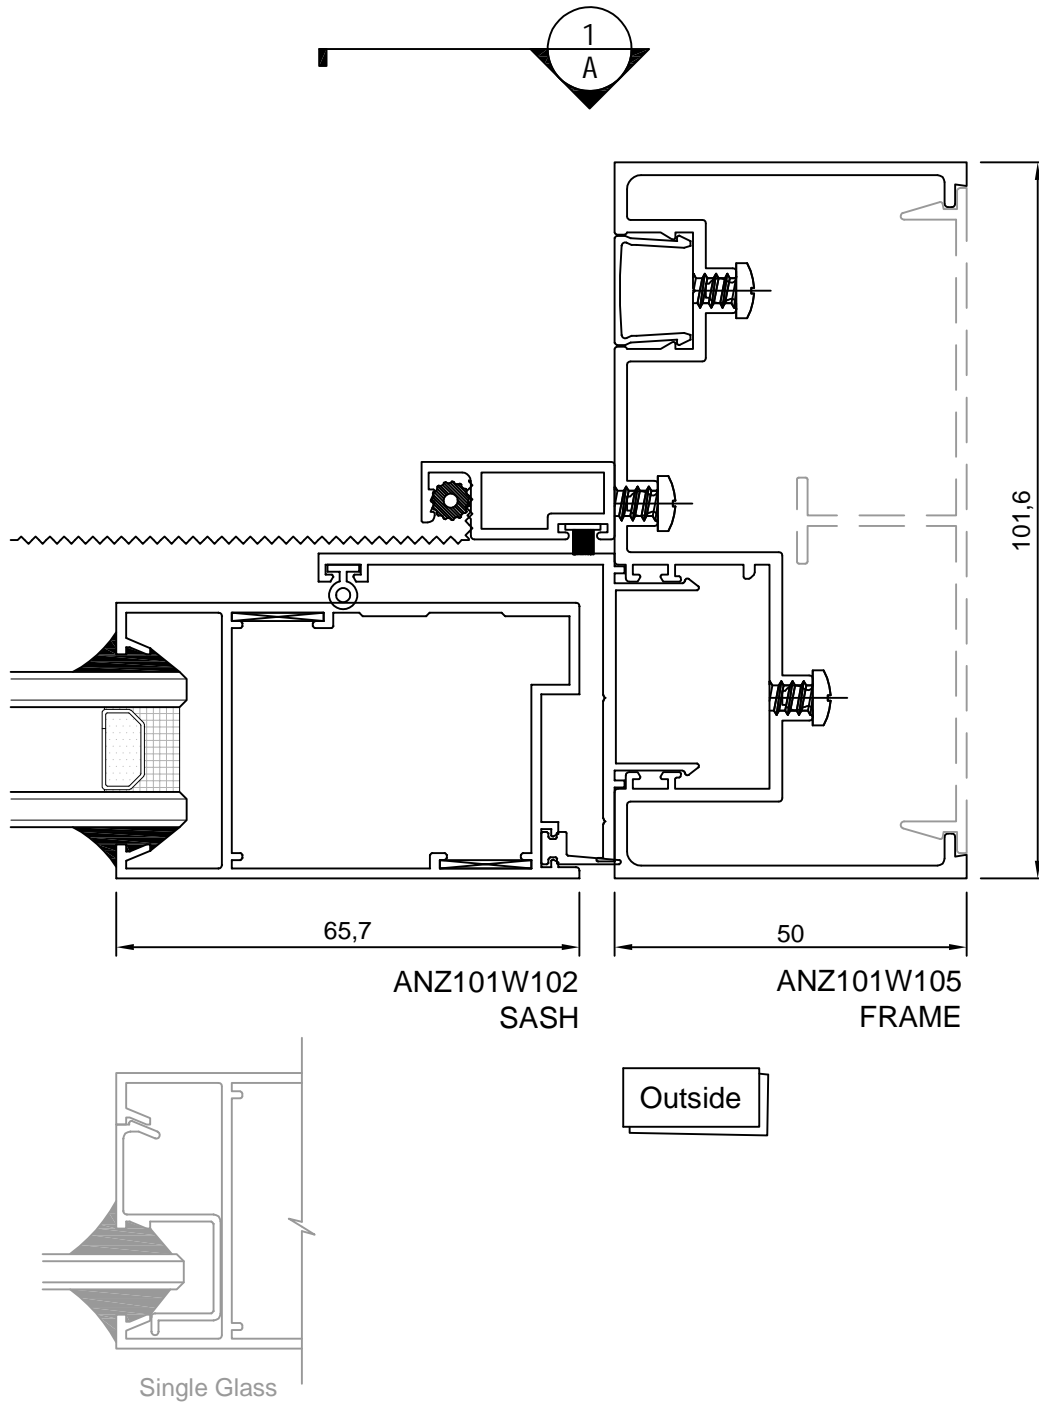 1
A
101,6
65,7
50
ANZ101W102
SASH
ANZ101W105
FRAME
Outside
Single Glass